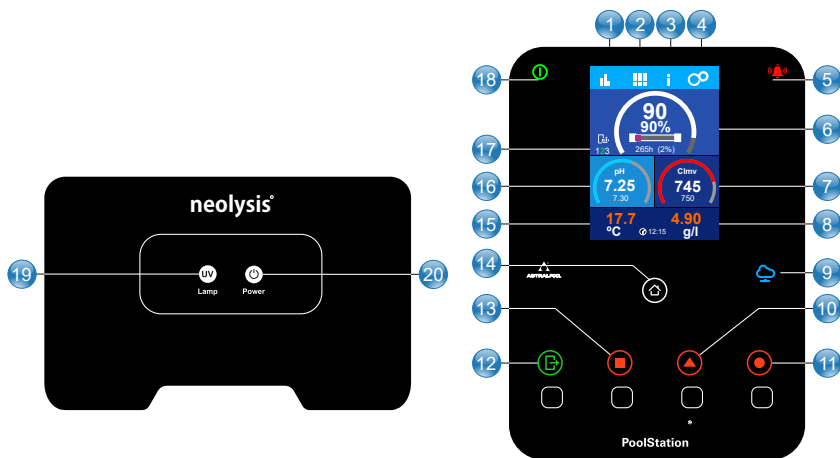 1 2 3 4
18
5
90
90%
6
265h (2%)
123
17
pH
7.25
7.30
Clmv
745
750
16
7
17.7
ºC
12:15
4.90
g/l
15
8
neolysis
UV
Lamp
Power
19
20
14
ASTRALPOOL
9
13
10
12
11
PoolStation